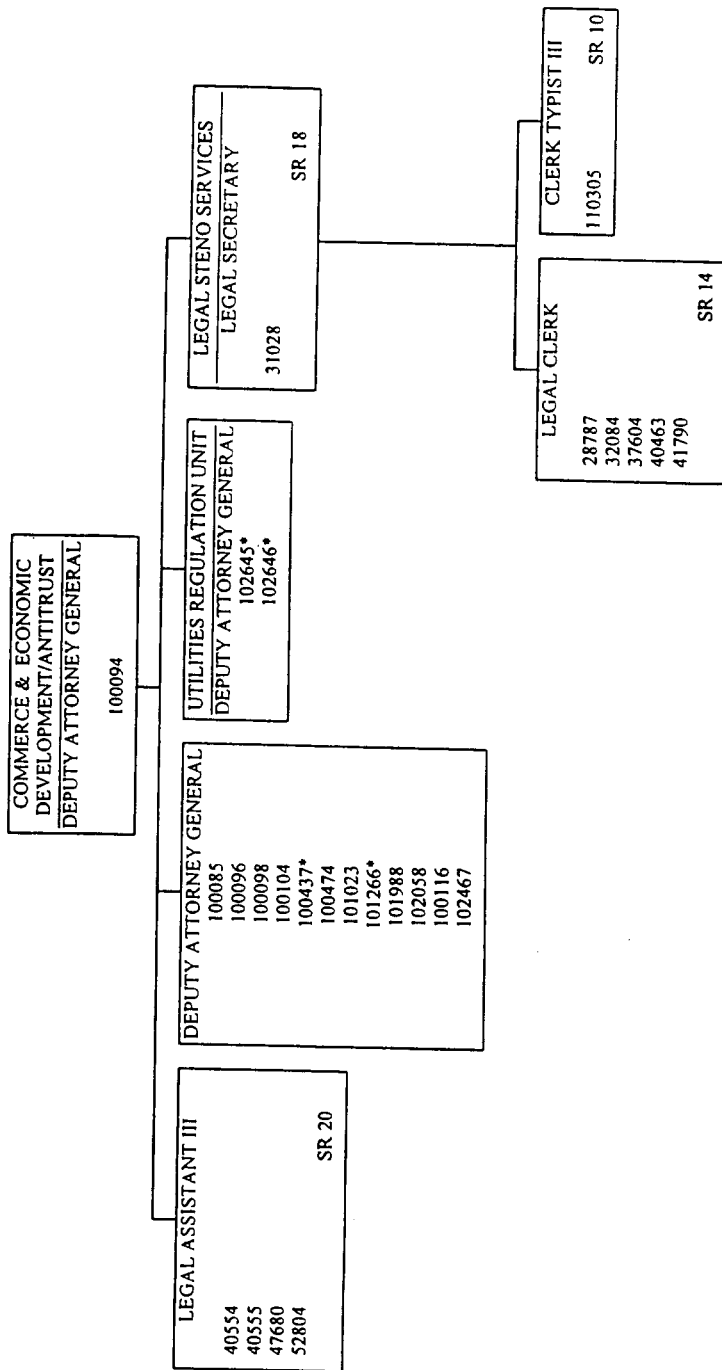 COMMERCE & ECONOMIC
DEVELOPMENT/ANTITRUST
DEPUTY ATTORNEY GENERAL
100094
LEGAL ASSISTANT III
40554
40555
47680
52804
SR 20
DEPUTY ATTORNEY GENERAL
100085
100096
100098
100104
100437*
100474
101023
101266*
101988
102058
100116
102467
UTILITIES REGULATION UNIT
DEPUTY ATTORNEY GENERAL
102645*
102646*
LEGAL STENO SERVICES
LEGAL SECRETARY
31028
SR 18
LEGAL CLERK
28787
32084
37604
40463
41790
SR 14
CLERK TYPIST III
110305
SR 10